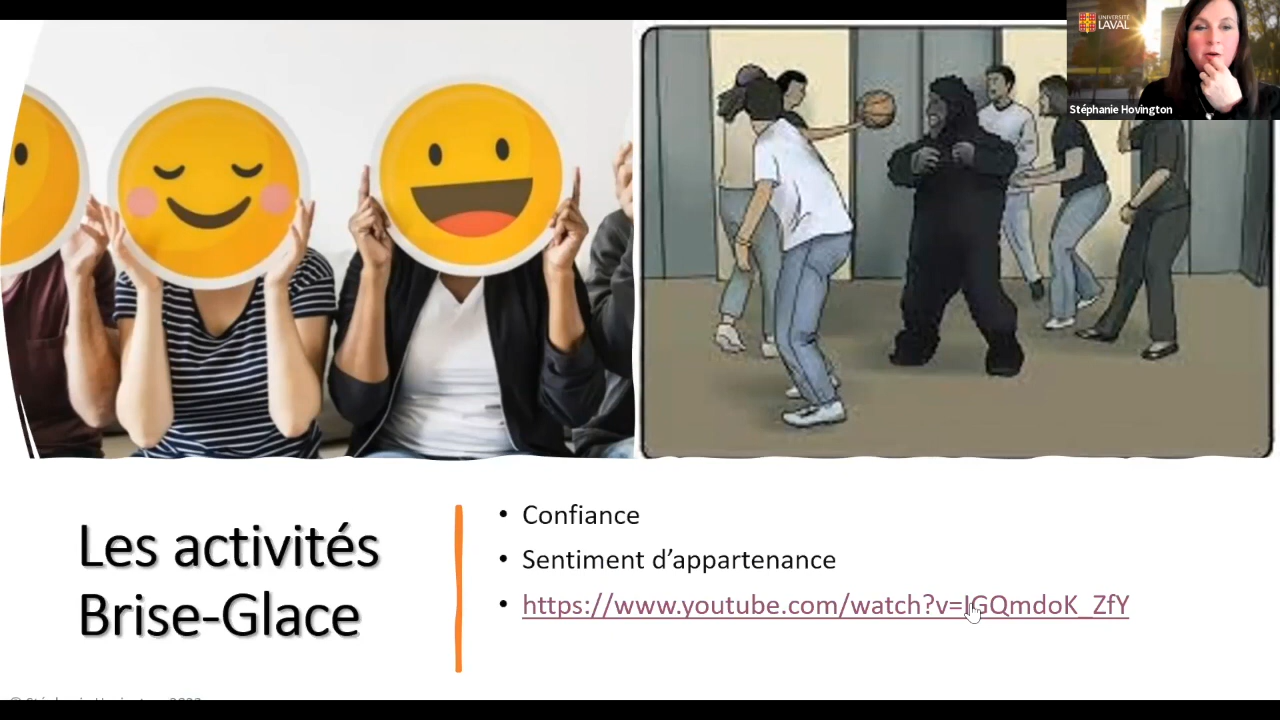 UNIVERSITÉ
LAVAL
Stéphanie Hovington
Les activités
Brise-Glace
• Confiance
• Sentiment d’appartenance
• https://www.youtube.com/watch?v=IGQmdoK_ZfY